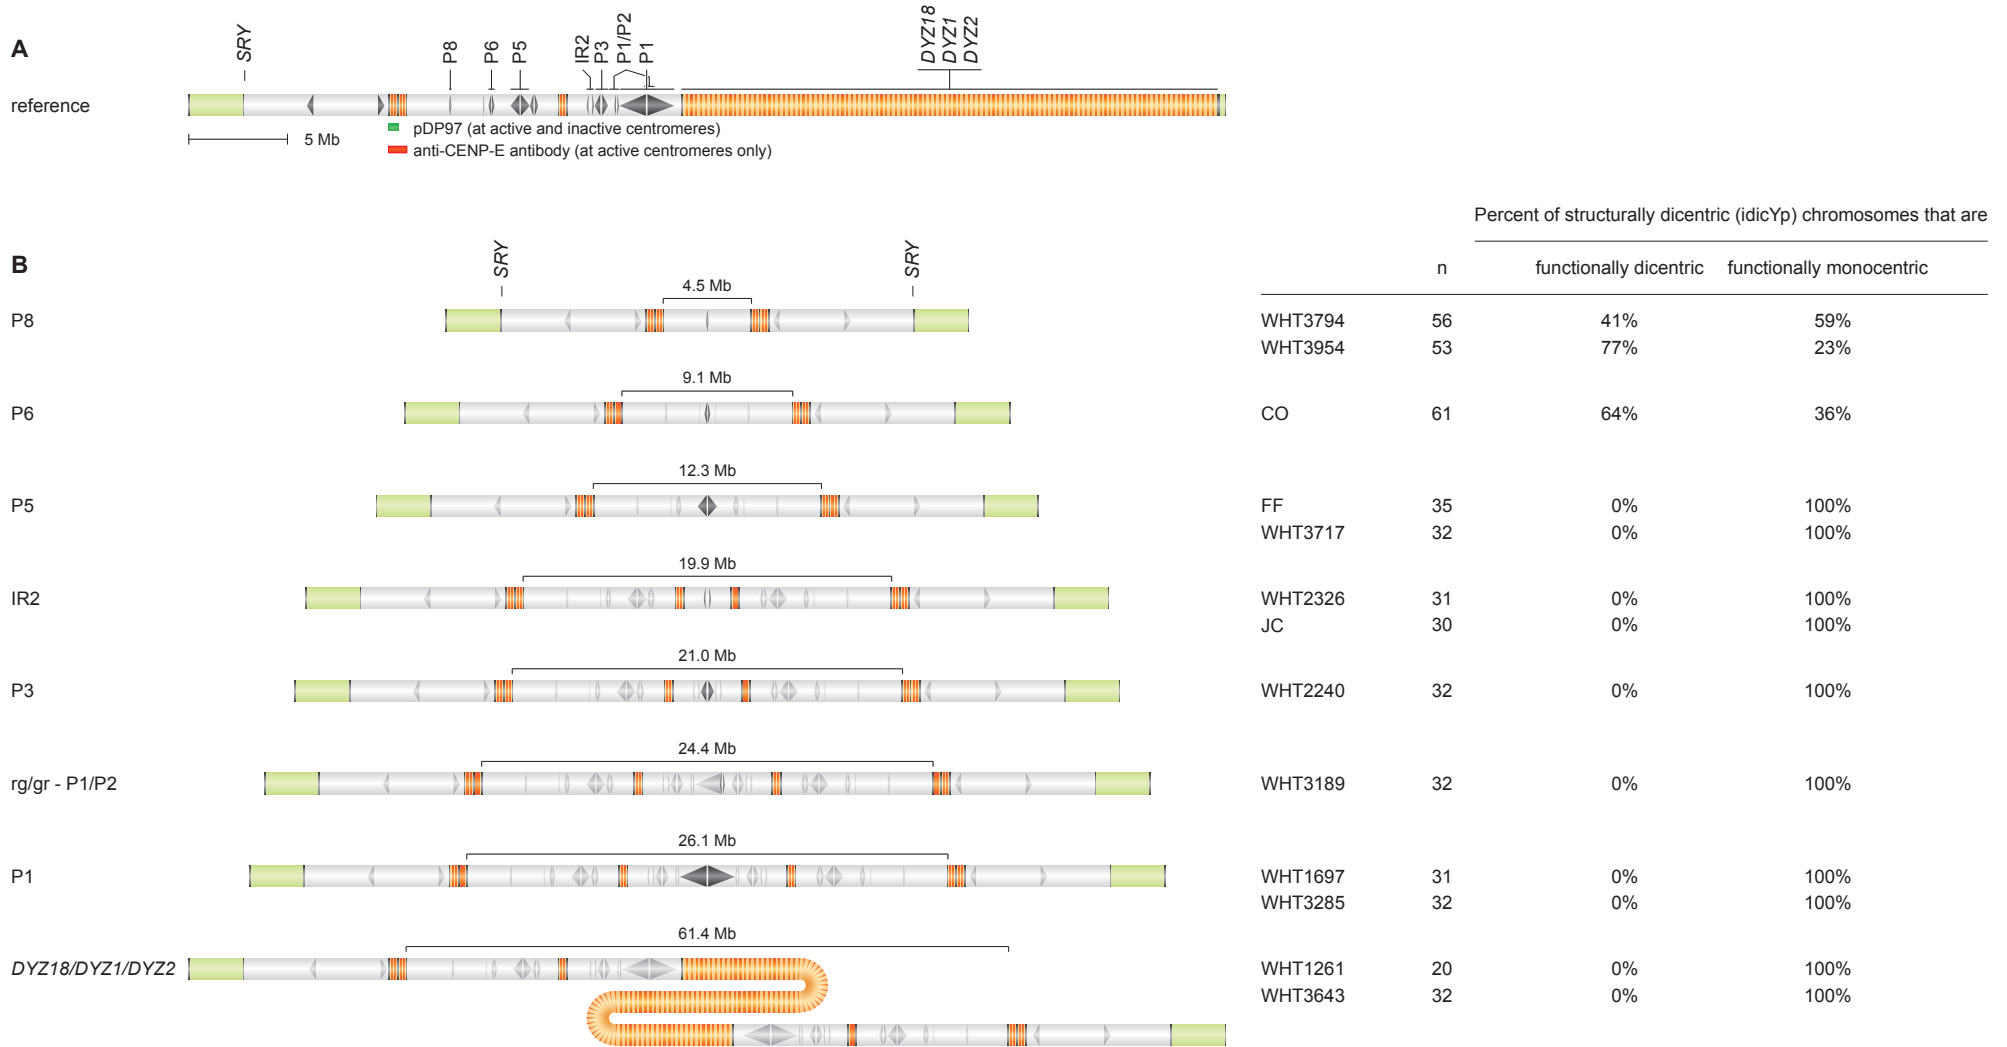 A
SRY
P8
P6
P5
IR2
P3
P1/P2
P1
DYZ18
DYZ1
DYZ2
reference
5 Mb
pDP97 (at active and inactive centromeres)
anti-CENP-E antibody (at active centromeres only)
Percent of structurally dicentric (idicYp) chromosomes that are
n functionally dicentric functionally monocentric
B
SRY SRY
P8 4.5 Mb
WHT3794 56 41% 59%
WHT3954 53 77% 23%
9.1 Mb
P6 CO 61 64% 36%
12.3 Mb
P5 FF 35 0% 100%
WHT3717 32 0% 100%
19.9 Mb
IR2 WHT2326 31 0% 100%
JC 30 0% 100%
21.0 Mb
P3 WHT2240 32 0% 100%
24.4 Mb
rg/gr - P1/P2 WHT3189 32 0% 100%
26.1 Mb
P1 WHT1697 31 0% 100%
WHT3285 32 0% 100%
61.4 Mb
DYZ18/DYZ1/DYZ2 WHT1261 20 0% 100%
WHT3643 32 0% 100%